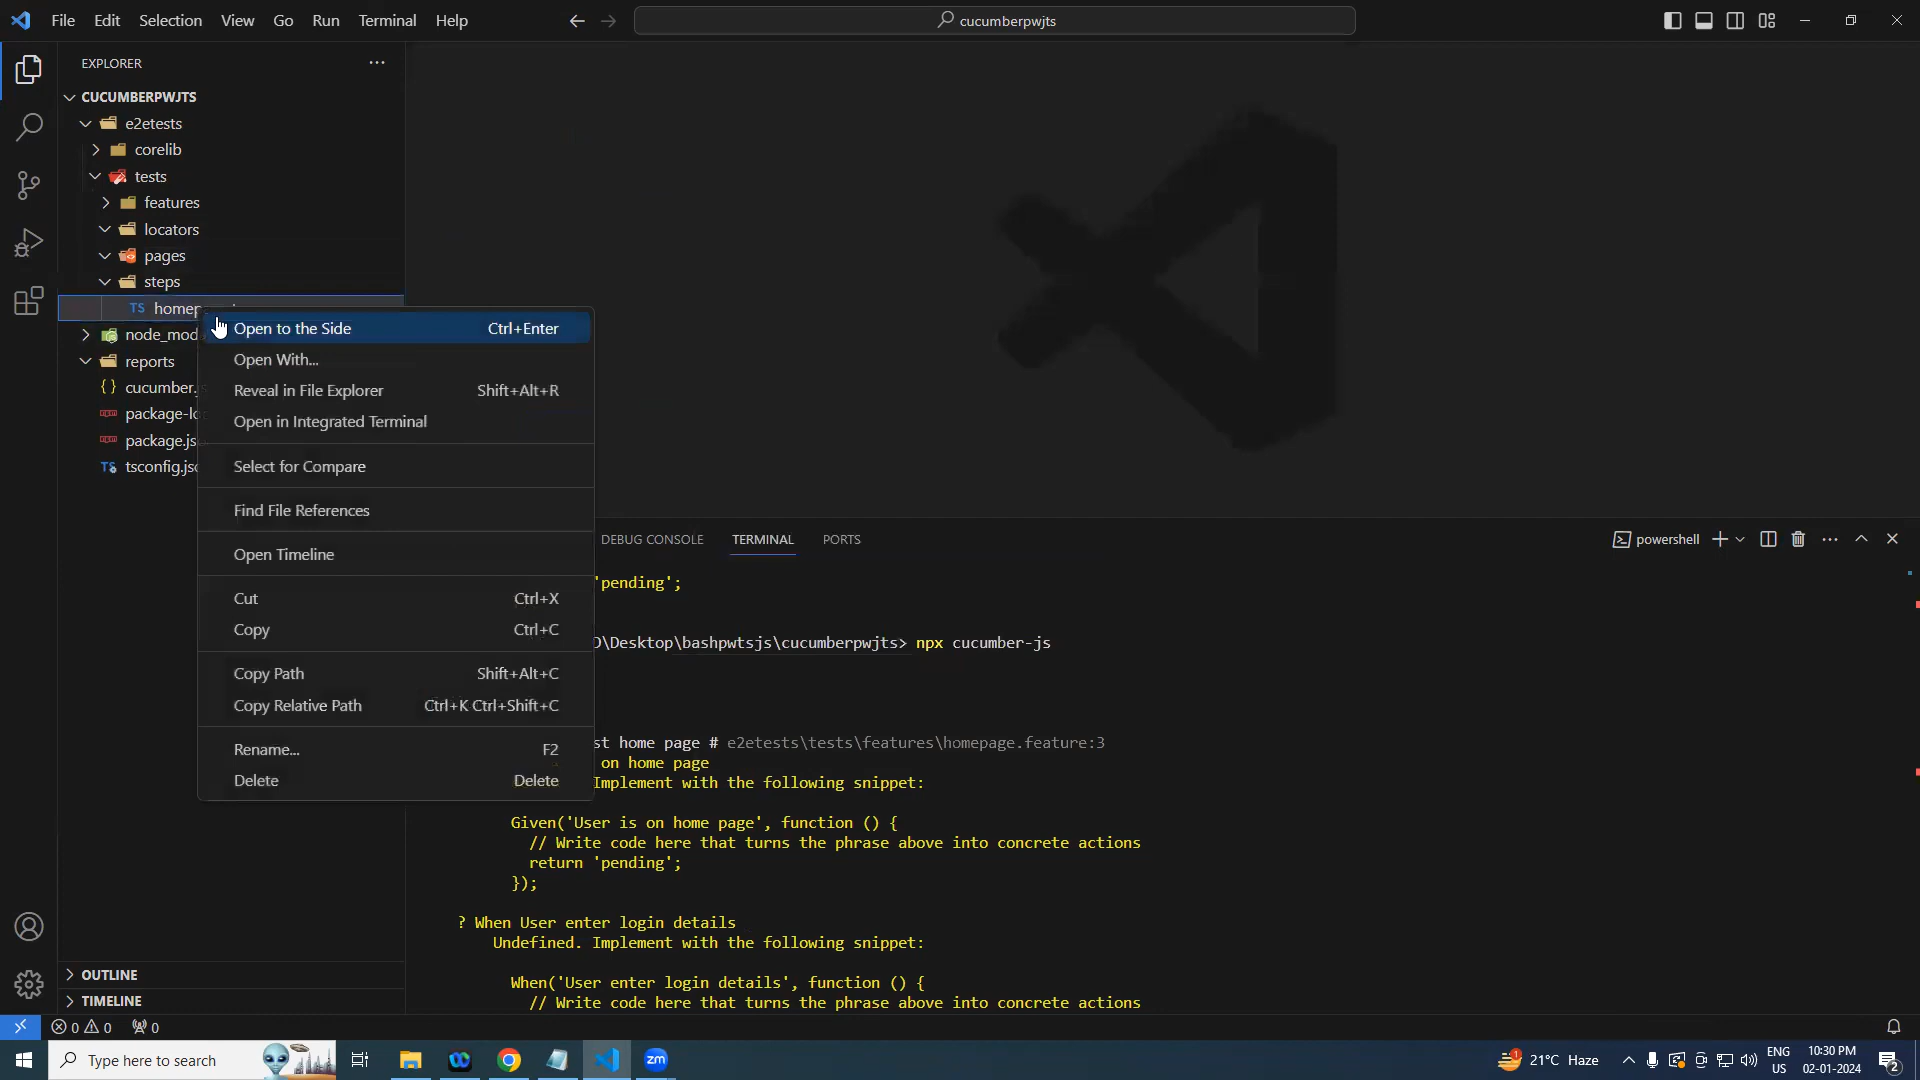 File Edit Selection View Go Run Terminal Help
cucumberpwjts
EXPLORER
CUCUMBERPWJTS
e2etests
corelib
tests
features
locators
pages
steps
TS
node_mod
reports
{} cucumber.
package-lo
package.js
TS tsconfig.jsc
Open to the Side Ctrl+Enter
Open With...
Reveal in File Explorer Shift+Alt+R
Open in Integrated Terminal
Select for Compare
Find File References
Open Timeline
Cut Ctrl+X
Copy Ctrl+C
Copy Path Shift+Alt+C
Copy Relative Path Ctrl+K Ctrl+Shift+C
Rename... F2
Delete Delete
DEBUG CONSOLE TERMINAL PORTS
powershell
'pending';
D\Desktop\bashpwtsjs\cucumberpwjts> npx cucumber-js
st home page # e2etests\tests\features\homepage.feature:3
on home page
Implement with the following snippet:
Given('User is on home page', function () {
// Write code here that turns the phrase above into concrete actions
return 'pending';
});
? When User enter login details
Undefined. Implement with the following snippet:
When('User enter login details', function () {
// Write code here that turns the phrase above into concrete actions
OUTLINE
TIMELINE
0 0 0
Type here to search
zm
1
21°C Haze
ENG
US
10:30 PM
02-01-2024
2